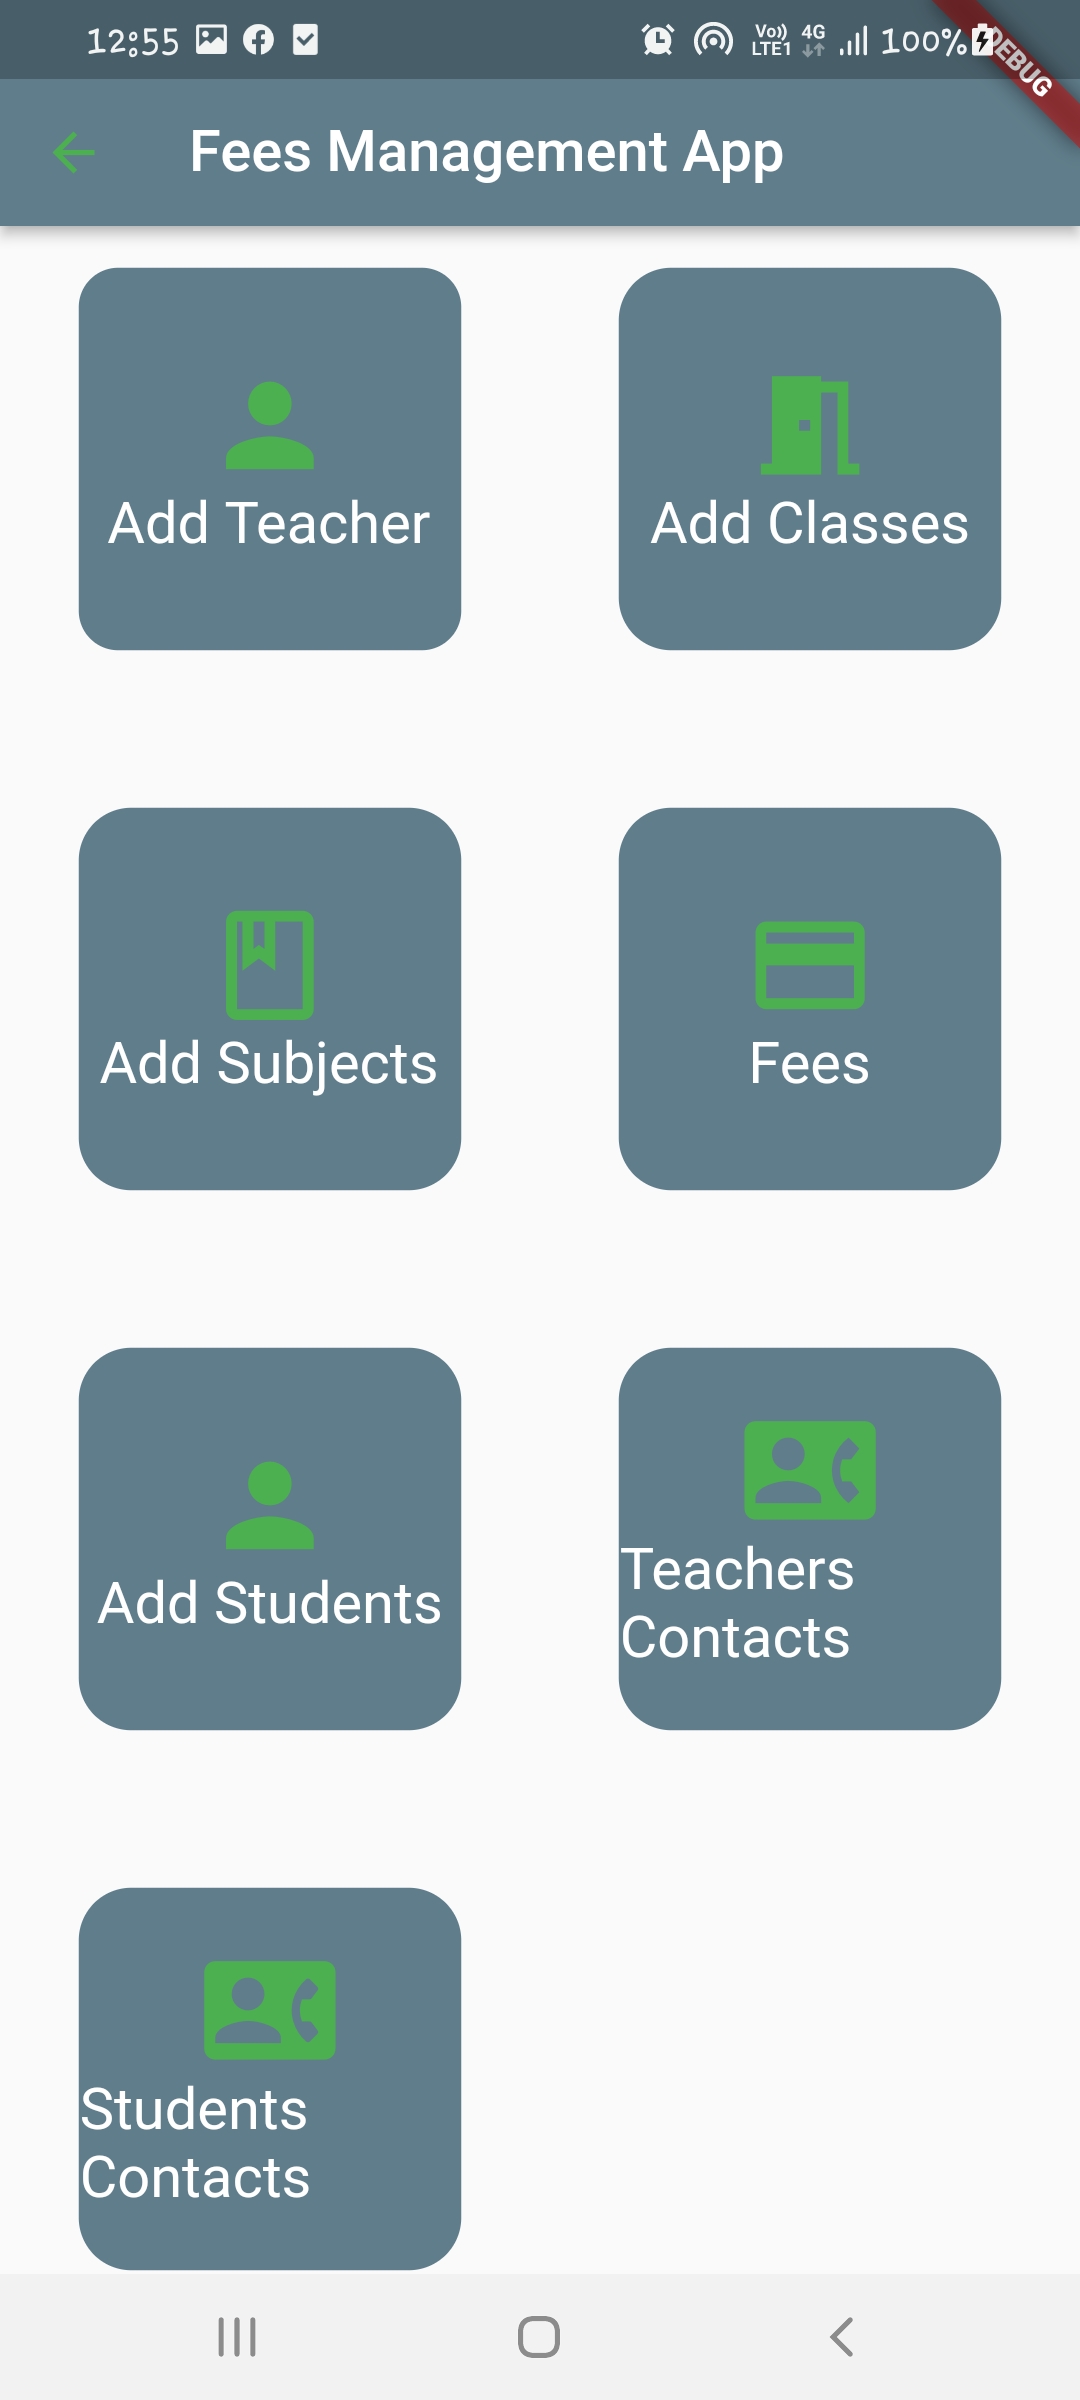 12:55
Vo)) 4G
LTE1
100%
DEBUG
Fees Management App
Add Teacher
Add Classes
Add Subjects
Fees
Add Students
Teachers
Contacts
Students
Contacts